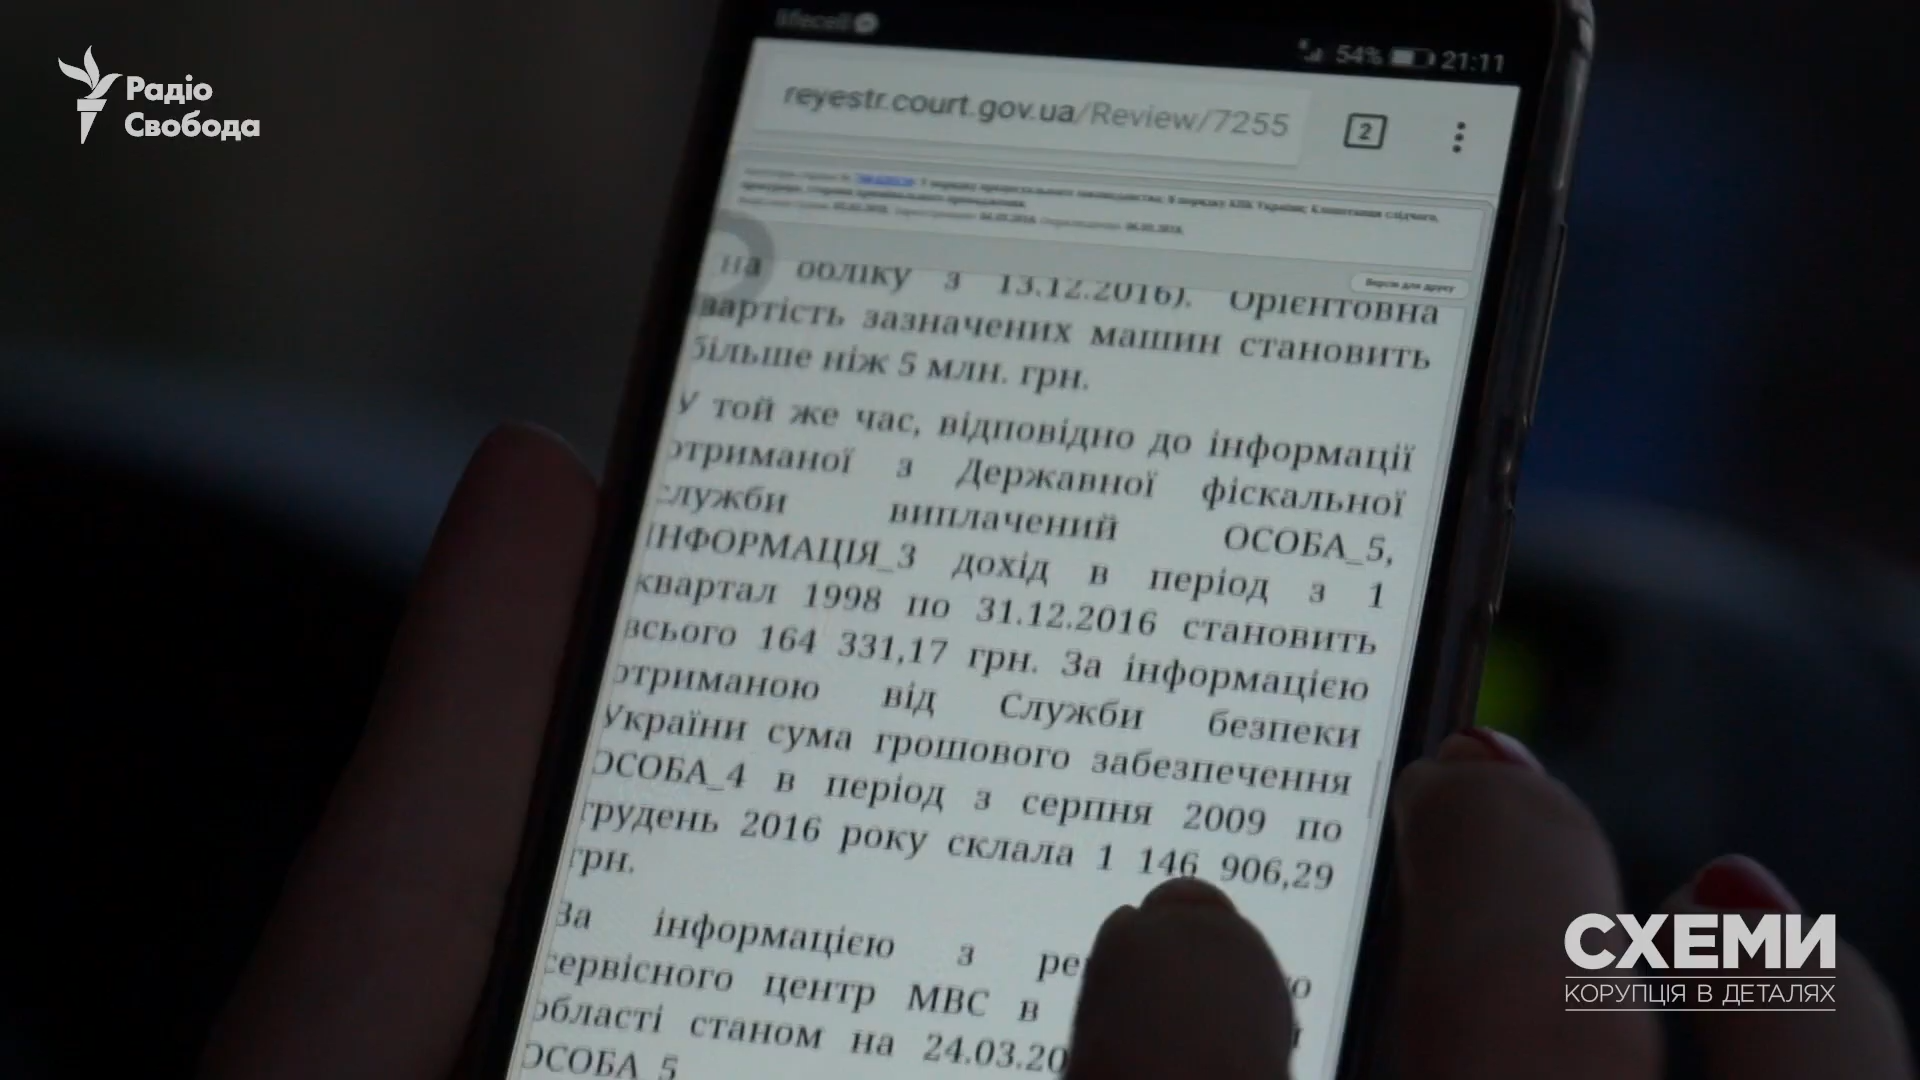 Радіо
Свобода
lifecell
54% 21:11
reyestr.court.gov.ua/Review/7255
2
Версія для друку
на обліку з 13.12.2016). Орієнтовна
вартість зазначених машин становить
більше ніж 5 млн. грн.
У той же час, відповідно до інформації
отриманої з Державної фіскальної
служби виплачений ОСОБА_5,
ІНФОРМАЦІЯ_3 дохід в період з 1
квартал 1998 по 31.12.2016 становить
всього 164 331,17 грн. За інформацією
отриманою від Служби безпеки
України сума грошового забезпечення
ОСОБА_4 в період з серпня 2009 по
грудень 2016 року склала 1 146 906,29
грн.
За інформацією з
сервісного центр МВС в
області станом на 24.03.20
ОСОБА_5
СХЕМИ
КОРУПЦІЯ В ДЕТАЛЯХ